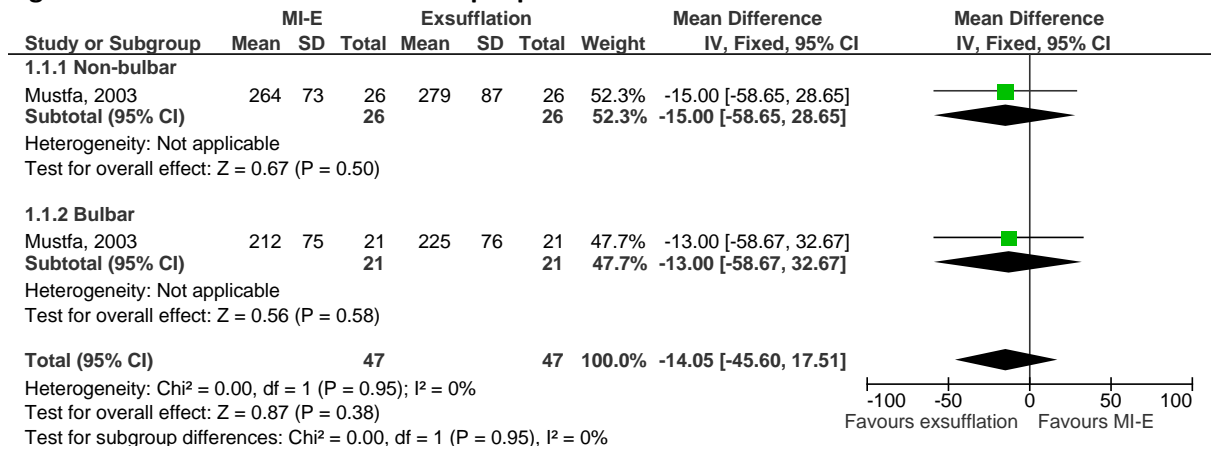 MI-E Exsufflation Mean Difference Mean Difference
Study or Subgroup Mean SD Total Mean SD Total Weight IV, Fixed, 95% CI IV, Fixed, 95% CI
1.1.1 Non-bulbar
Mustfa, 2003 264 73 26 279 87 26 52.3% -15.00 [-58.65, 28.65]
Subtotal (95% CI) 26 26 52.3% -15.00 [-58.65, 28.65]
Heterogeneity: Not applicable
Test for overall effect: Z = 0.67 (P = 0.50)
1.1.2 Bulbar
Mustfa, 2003 212 75 21 225 76 21 47.7% -13.00 [-58.67, 32.67]
Subtotal (95% CI) 21 21 47.7% -13.00 [-58.67, 32.67]
Heterogeneity: Not applicable
Test for overall effect: Z = 0.56 (P = 0.58)
Total (95% CI) 47 47 100.0% -14.05 [-45.60, 17.51]
Heterogeneity: Chi² = 0.00, df = 1 (P = 0.95); I² = 0%
Test for overall effect: Z = 0.87 (P = 0.38)
Test for subgroup differences: Chi² = 0.00, df = 1 (P = 0.95), I² = 0%
-100 -50 0 50 100
Favours exsufflation Favours MI-E